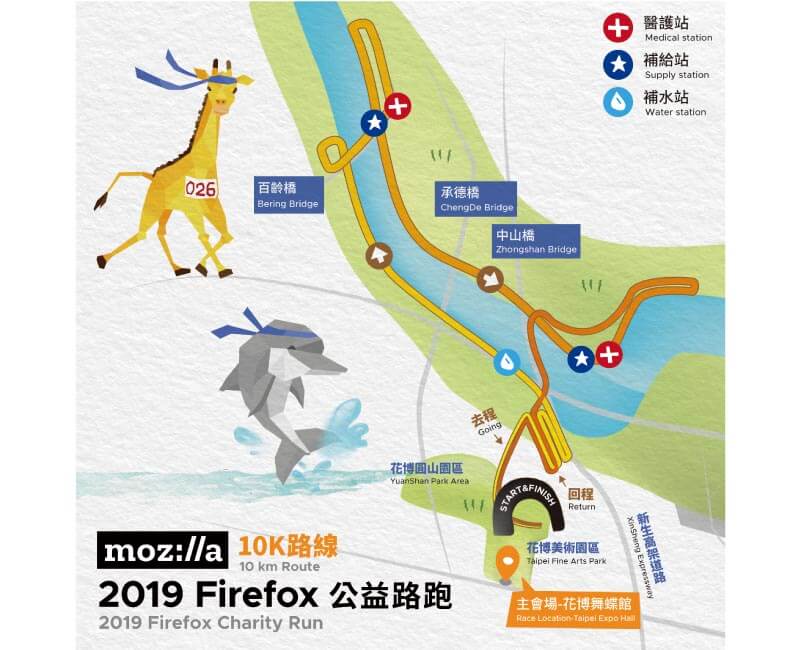 醫護站
Medical station
補給站
Supply station
補水站
Water station
026
百齡橋
Bering Bridge
承德橋
ChengDe Bridge
中山橋
Zhongshan Bridge
去程
Going
花博圓山園區
YuanShan Park Area
START&FINISH
回程
Return
新生高架道路
XinSheng Expressway
花博美術園區
Taipei Fine Arts Park
主會場-花博舞蝶館
Race Location-Taipei Expo Hall
moz://a
10K路線
10 km Route
2019 Firefox 公益路跑
2019 Firefox Charity Run